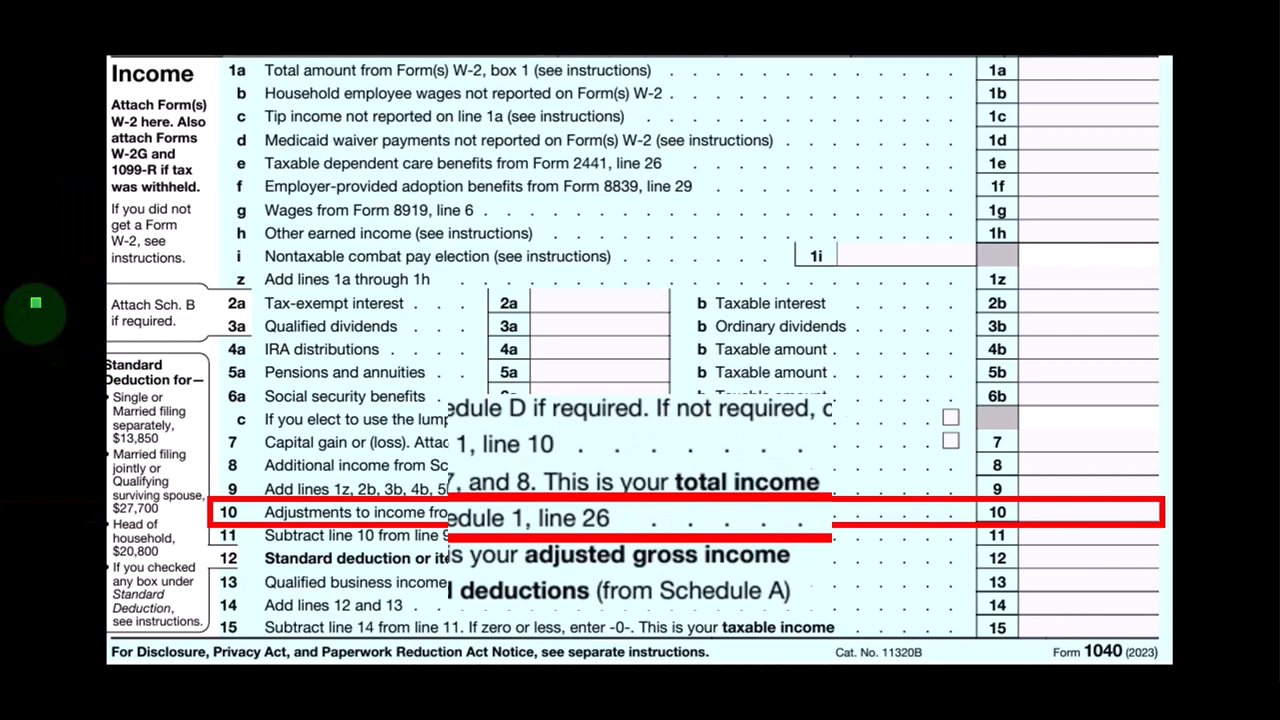 Income
Attach Form(s)
W-2 here. Also
attach Forms
W-2G and
1099-R if tax
was withheld.
If you did not
get a Form
W-2, see
instructions.
Attach Sch. B
if required.
Standard
Deduction for—
• Single or
Married filing
separately,
$13,850
• Married filing
jointly or
Qualifying
surviving spouse,
$27,700
• Head of
household,
$20,800
• If you checked
any box under
Standard
Deduction,
see instructions.
1a Total amount from Form(s) W-2, box 1 (see instructions) . . . . . . . . . . . . . 1a
b Household employee wages not reported on Form(s) W-2 . . . . . . . . . . . . . 1b
c Tip income not reported on line 1a (see instructions) . . . . . . . . . . . . . . 1c
d Medicaid waiver payments not reported on Form(s) W-2 (see instructions) . . . . . . . . 1d
e Taxable dependent care benefits from Form 2441, line 26 . . . . . . . . . . . . 1e
f Employer-provided adoption benefits from Form 8839, line 29 . . . . . . . . . . . 1f
g Wages from Form 8919, line 6 . . . . . . . . . . . . . . . . . . . . . 1g
h Other earned income (see instructions) . . . . . . . . . . . . . . . . . . 1h
i Nontaxable combat pay election (see instructions) . . . . . . . 1i
z Add lines 1a through 1h . . . . . . . . . . . . . . . . . . . . . . 1z
2a Tax-exempt interest . . . 2a b Taxable interest . . . . . 2b
3a Qualified dividends . . . 3a b Ordinary dividends . . . . . 3b
4a IRA distributions . . . . 4a b Taxable amount . . . . . . 4b
5a Pensions and annuities . . 5a b Taxable amount . . . . . . 5b
6a Social security benefits . 6b
c If you elect to use the lump
edule D if required. If not required, c
7 Capital gain or (loss). Attac 7
1, line 10 . . . . . .
8 Additional income from Sc . . . . . 8
7, and 8. This is your total income
9 Add lines 1z, 2b, 3b, 4b, 5 . . . . . 9
10 Adjustments to income fro . . . . . 10
edule 1, line 26 . . . . .
11 Subtract line 10 from line 9 . . . . . 11
is your adjusted gross income
12 Standard deduction or ite . . . . . 12
13 Qualified business income . . . . . 13
deductions (from Schedule A)
14 Add lines 12 and 13 . . . . . . . . . . . . . . . . . . . . . . . 14
15 Subtract line 14 from line 11. If zero or less, enter -0-. This is your taxable income . . . . . 15
For Disclosure, Privacy Act, and Paperwork Reduction Act Notice, see separate instructions. Cat. No. 11320B Form 1040 (2023)